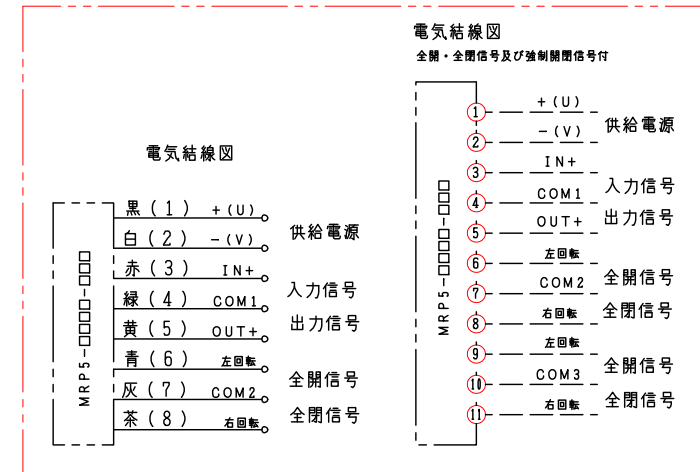 電気結線図
黒(1) +(U)
白(2) -(V)
供給電源
赤(3) IN+
緑(4) COM1
黄(5) OUT+
入力信号
出力信号
青(6) 左回転
灰(7) COM2
茶(8) 右回転
全開信号
全閉信号
MRP5-□□□□-□□□
電気結線図
全開・全閉信号及び強制開閉信号付
① +(U)
② -(V)
供給電源
③ IN+
④ COM1
⑤ OUT+
入力信号
出力信号
⑥ 左回転
⑦ COM2
⑧ 右回転
全開信号
全閉信号
⑨ 左回転
⑩ COM3
⑪ 右回転
全開信号
全閉信号
MRP5-□□□□-□□□